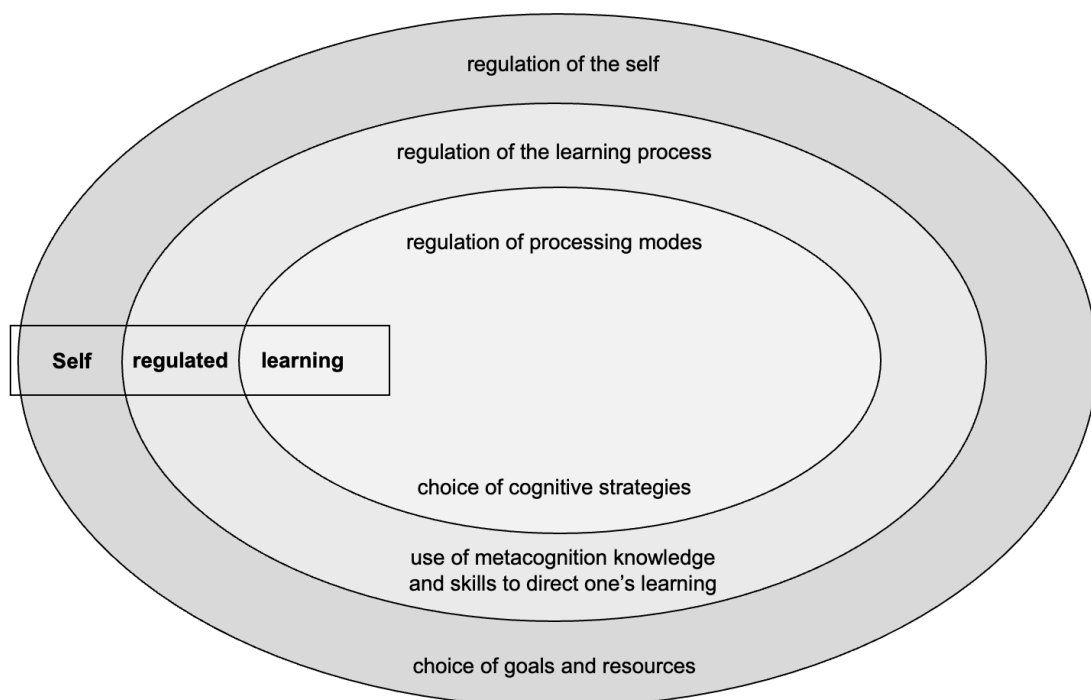 regulation of the self
regulation of the learning process
regulation of processing modes
Self regulated learning
choice of cognitive strategies
use of metacognition knowledge
and skills to direct one's learning
choice of goals and resources